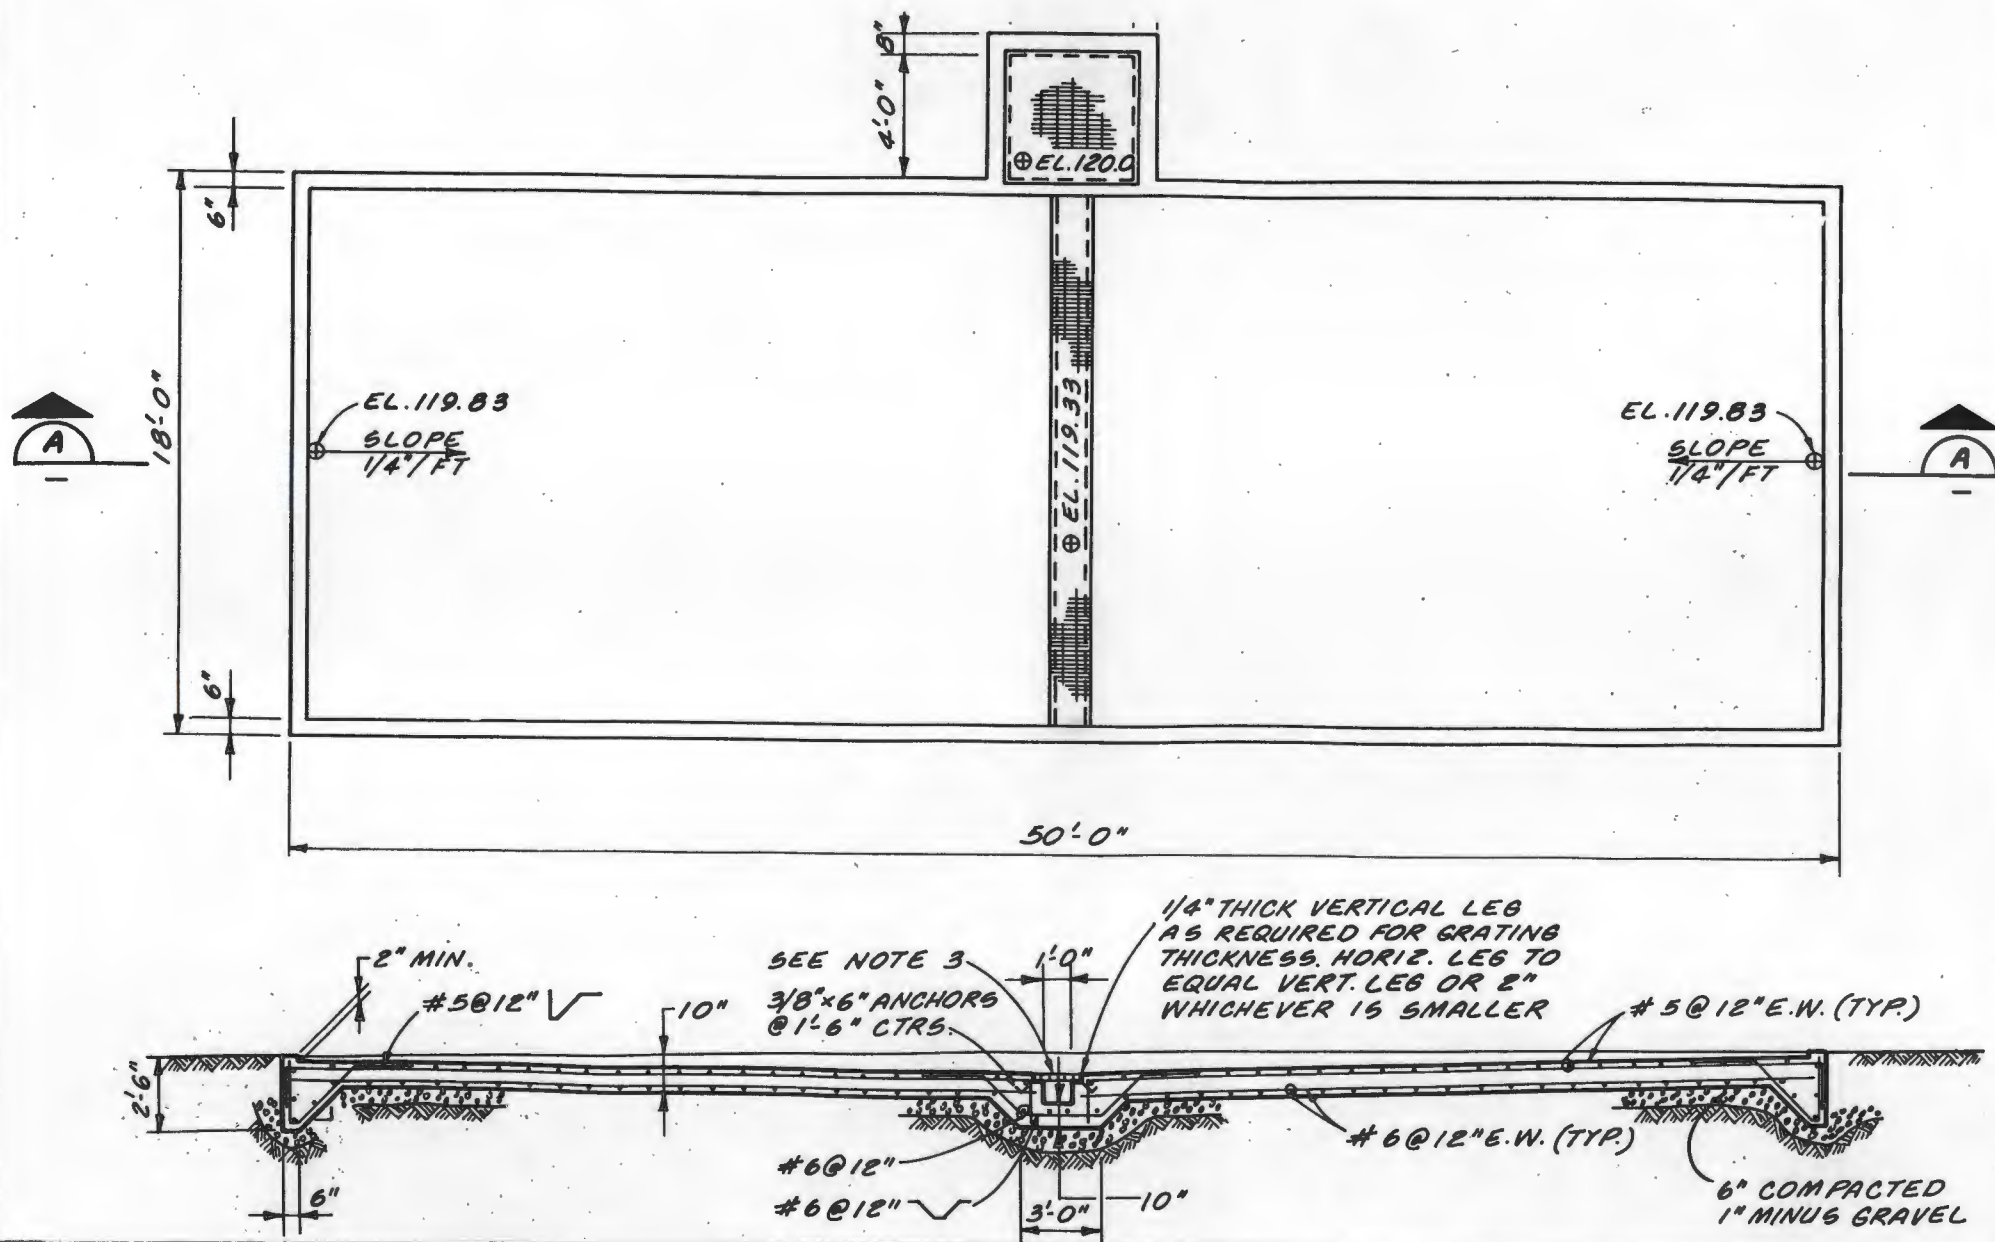 8"
4'-0"
⊕ EL.120.0
6"
18'-0"
EL.119.83
SLOPE
1/4"/FT
A
⊕ EL.119.33
EL.119.83
SLOPE
1/4"/FT
A
6"
50'-0"
2" MIN.
#5@12"
10"
SEE NOTE 3
3/8"x6" ANCHORS
@ 1'-6" CTRS.
1'-0"
1/4" THICK VERTICAL LEG
AS REQUIRED FOR GRATING
THICKNESS. HORIZ. LEG TO
EQUAL VERT. LEG OR 2"
WHICHEVER IS SMALLER
#5@12" E.W. (TYP.)
2'-6"
6"
#6@12"
#6@12"
3'-0"
10"
#6@12" E.W. (TYP.)
6" COMPACTED
1" MINUS GRAVEL